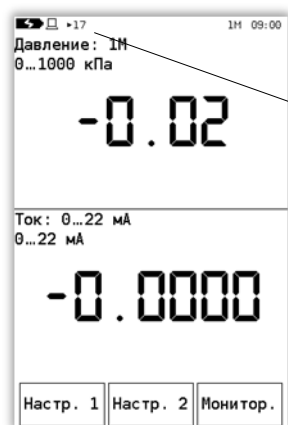 ▸17 1М 09:00
Давление: 1М
0…1000 кПа
-0.02
Ток: 0…22 мА
0…22 мА
-0.0000
Настр. 1 Настр. 2 Монитор.